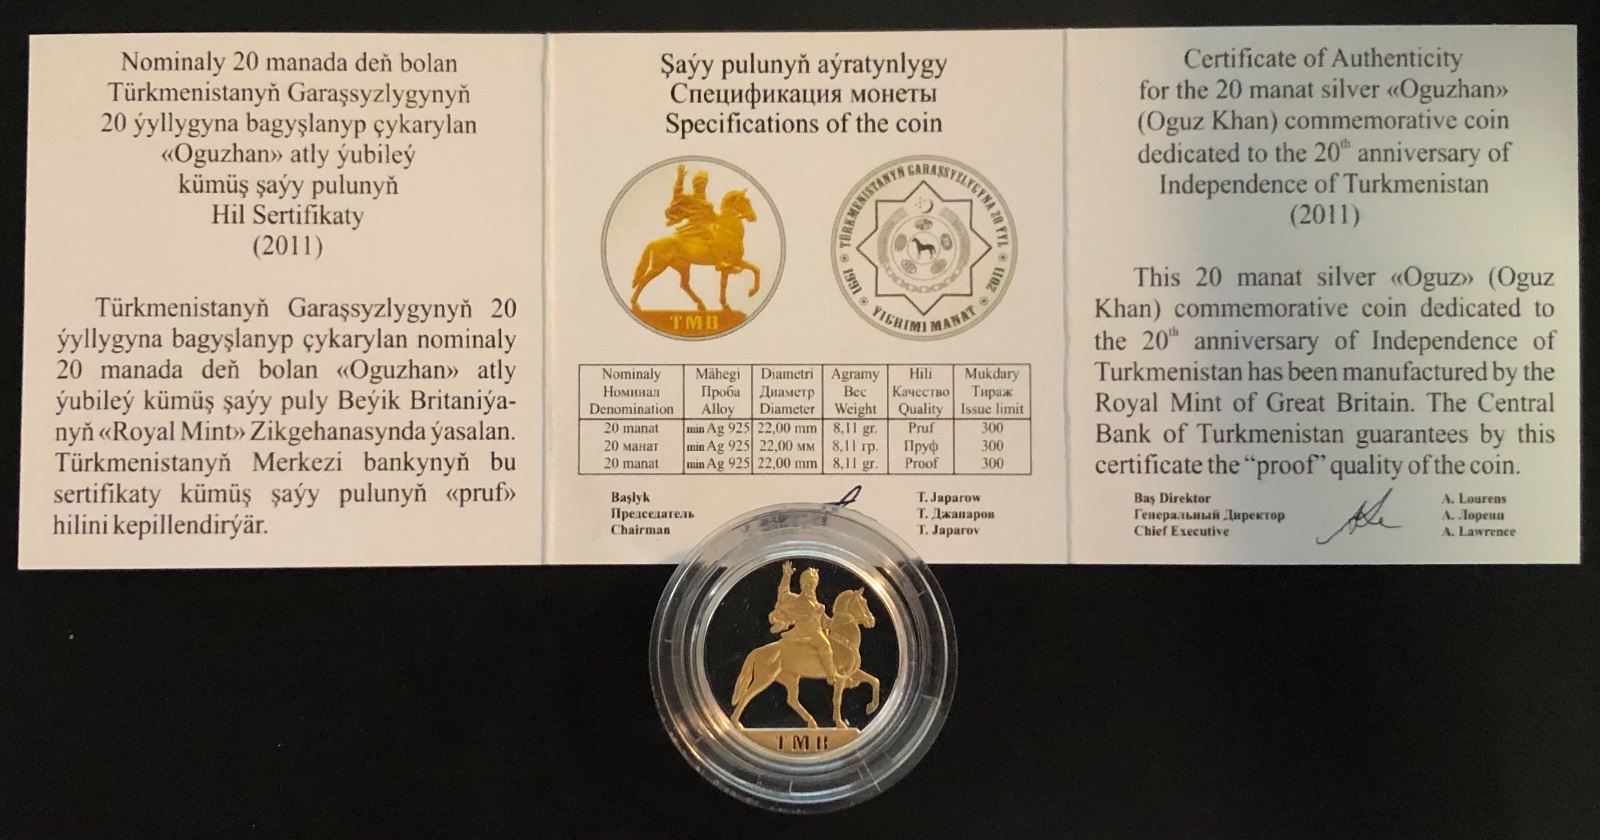 Nominaly 20 manada deň bolan
Türkmenistanyň Garaşsyzlygynyň
20 ýyllygyna bagyşlanyp çykarylan
«Oguzhan» atly ýubileý
kümüş şaýy pulunyň
Hil Sertifikaty
(2011)
Türkmenistanyň Garaşsyzlygynyň 20
ýyllygyna bagyşlanyp çykarylan nominaly
20 manada deň bolan «Oguzhan» atly
ýubileý kümüş şaýy puly Beýik Britaniýa-
nyň «Royal Mint» Zikgehanasynda ýasalan.
Türkmenistanyň Merkezi bankynyň bu
sertifikaty kümüş şaýy pulunyň «pruf»
hilini kepillendirýär.
Şaýy pulunyň aýratynlygy
Спецификация монеты
Specifications of the coin
TMB
TÜRKMENISTANYŇ GARAŞSYZLYGYNA 20 ÝYL
1991 YIGRIMI MANAT 2011
Nominaly Mähegi Diametri Agramy Hili Mukdary
Номинал Проба Диаметр Вес Качество Тираж
Denomination Alloy Diameter Weight Quality Issue limit
20 manat min Ag 925 22,00 mm 8,11 gr. Pruf 300
20 манат min Ag 925 22,00 мм 8,11 гр. Пруф 300
20 manat min Ag 925 22,00 mm 8,11 gr. Proof 300
Başlyk T. Japarow
Председатель Т. Джапаров
Chairman T. Japarov
Certificate of Authenticity
for the 20 manat silver «Oguzhan»
(Oguz Khan) commemorative coin
dedicated to the 20th anniversary of
Independence of Turkmenistan
(2011)
This 20 manat silver «Oguz» (Oguz
Khan) commemorative coin dedicated to
the 20th anniversary of Independence of
Turkmenistan has been manufactured by the
Royal Mint of Great Britain. The Central
Bank of Turkmenistan guarantees by this
certificate the “proof” quality of the coin.
Baş Direktor A. Lourens
Генеральный Директор А. Лоренц
Chief Executive A. Lawrence
TMB